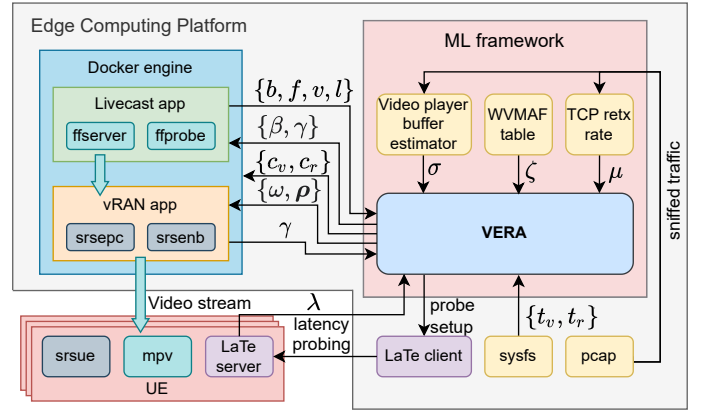 Edge Computing Platform
Docker engine
Livecast app
ffserver
ffprobe
vRAN app
srsepc
srsenb
{b, f, v, l}
{β, γ}
{c_v, c_r}
{ω, ρ}
γ
ML framework
Video player
buffer
estimator
WVMAF
table
TCP retx
rate
σ
ζ
μ
VERA
sniffed traffic
Video stream
λ
latency
probing
probe
setup
{t_v, t_r}
srsue
mpv
LaTe
server
UE
LaTe client
sysfs
pcap